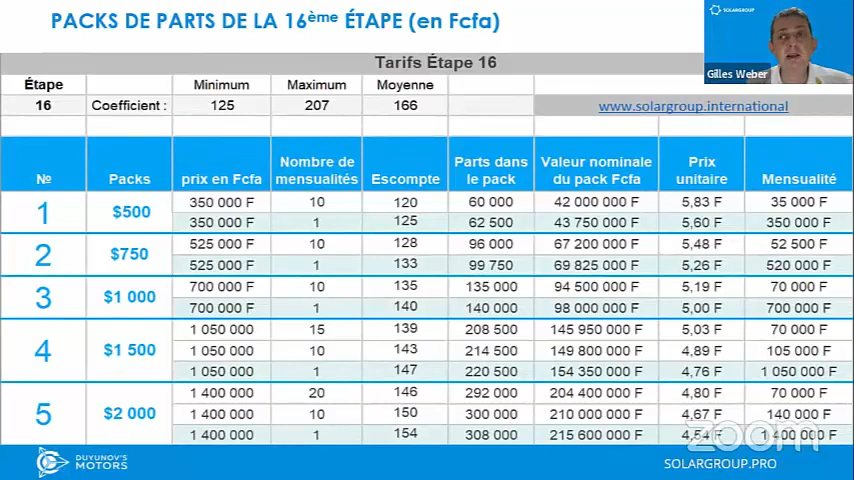 PACKS DE PARTS DE LA 16ème ÉTAPE (en Fcfa)
SOLARGROUP
Gilles Weber
Tarifs Étape 16
Étape Minimum Maximum Moyenne
16 Coefficient : 125 207 166 www.solargroup.international
№ Packs prix en Fcfa Nombre de mensualités Escompte Parts dans le pack Valeur nominale du pack Fcfa Prix unitaire Mensualité
1 $500 350 000 F 10 120 60 000 42 000 000 F 5,83 F 35 000 F
350 000 F 1 125 62 500 43 750 000 F 5,60 F 350 000 F
2 $750 525 000 F 10 128 96 000 67 200 000 F 5,48 F 52 500 F
525 000 F 1 133 99 750 69 825 000 F 5,26 F 520 000 F
3 $1 000 700 000 F 10 135 135 000 94 500 000 F 5,19 F 70 000 F
700 000 F 1 140 140 000 98 000 000 F 5,00 F 700 000 F
4 $1 500 1 050 000 15 139 208 500 145 950 000 F 5,03 F 70 000 F
1 050 000 10 143 214 500 149 800 000 F 4,89 F 105 000 F
1 050 000 1 147 220 500 154 350 000 F 4,76 F 1 050 000 F
5 $2 000 1 400 000 20 146 292 000 204 400 000 F 4,80 F 70 000 F
1 400 000 10 150 300 000 210 000 000 F 4,67 F 140 000 F
1 400 000 1 154 308 000 215 600 000 F 4,54 F 1 400 000 F
zoom
DUYUNOV'S
MOTORS
SOLARGROUP.PRO